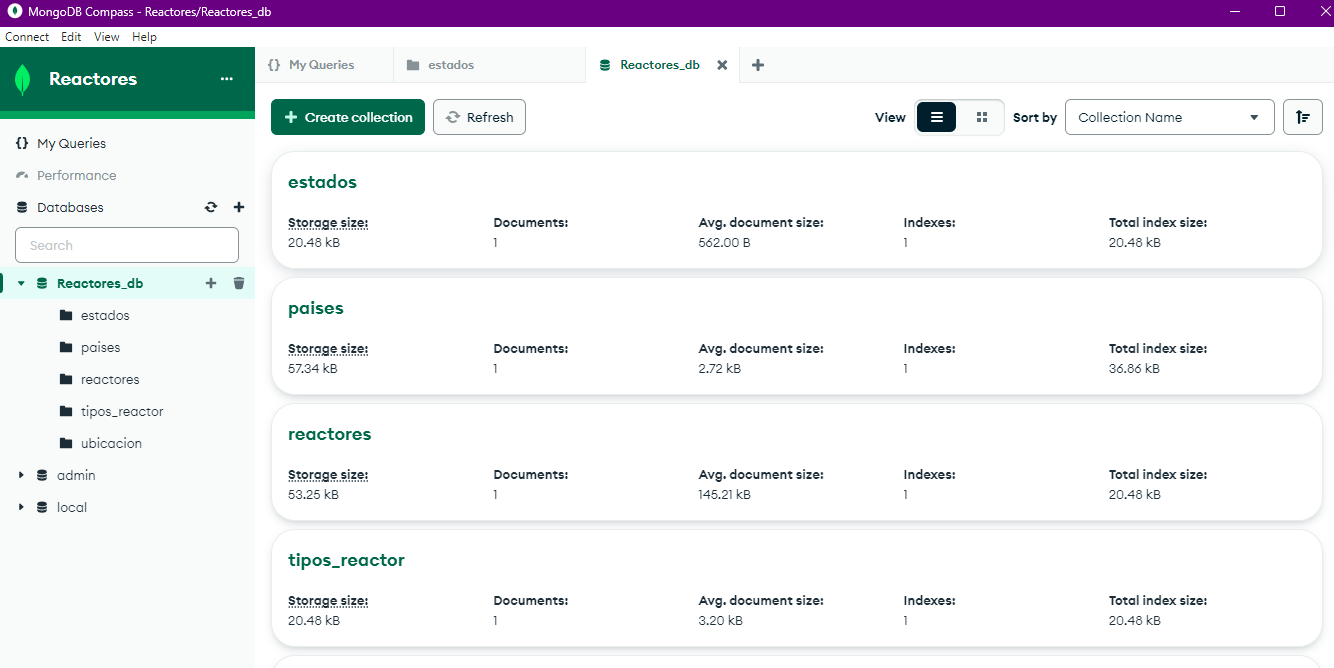 MongoDB Compass - Reactores/Reactores_db
Connect Edit View Help
Reactores ...
{} My Queries
Performance
Databases
Search
Reactores_db
estados
paises
reactores
tipos_reactor
ubicacion
admin
local
{} My Queries estados Reactores_db
Create collection Refresh View Sort by Collection Name
estados
Storage size: Documents: Avg. document size: Indexes: Total index size:
20.48 kB 1 562.00 B 1 20.48 kB
paises
Storage size: Documents: Avg. document size: Indexes: Total index size:
57.34 kB 1 2.72 kB 1 36.86 kB
reactores
Storage size: Documents: Avg. document size: Indexes: Total index size:
53.25 kB 1 145.21 kB 1 20.48 kB
tipos_reactor
Storage size: Documents: Avg. document size: Indexes: Total index size:
20.48 kB 1 3.20 kB 1 20.48 kB